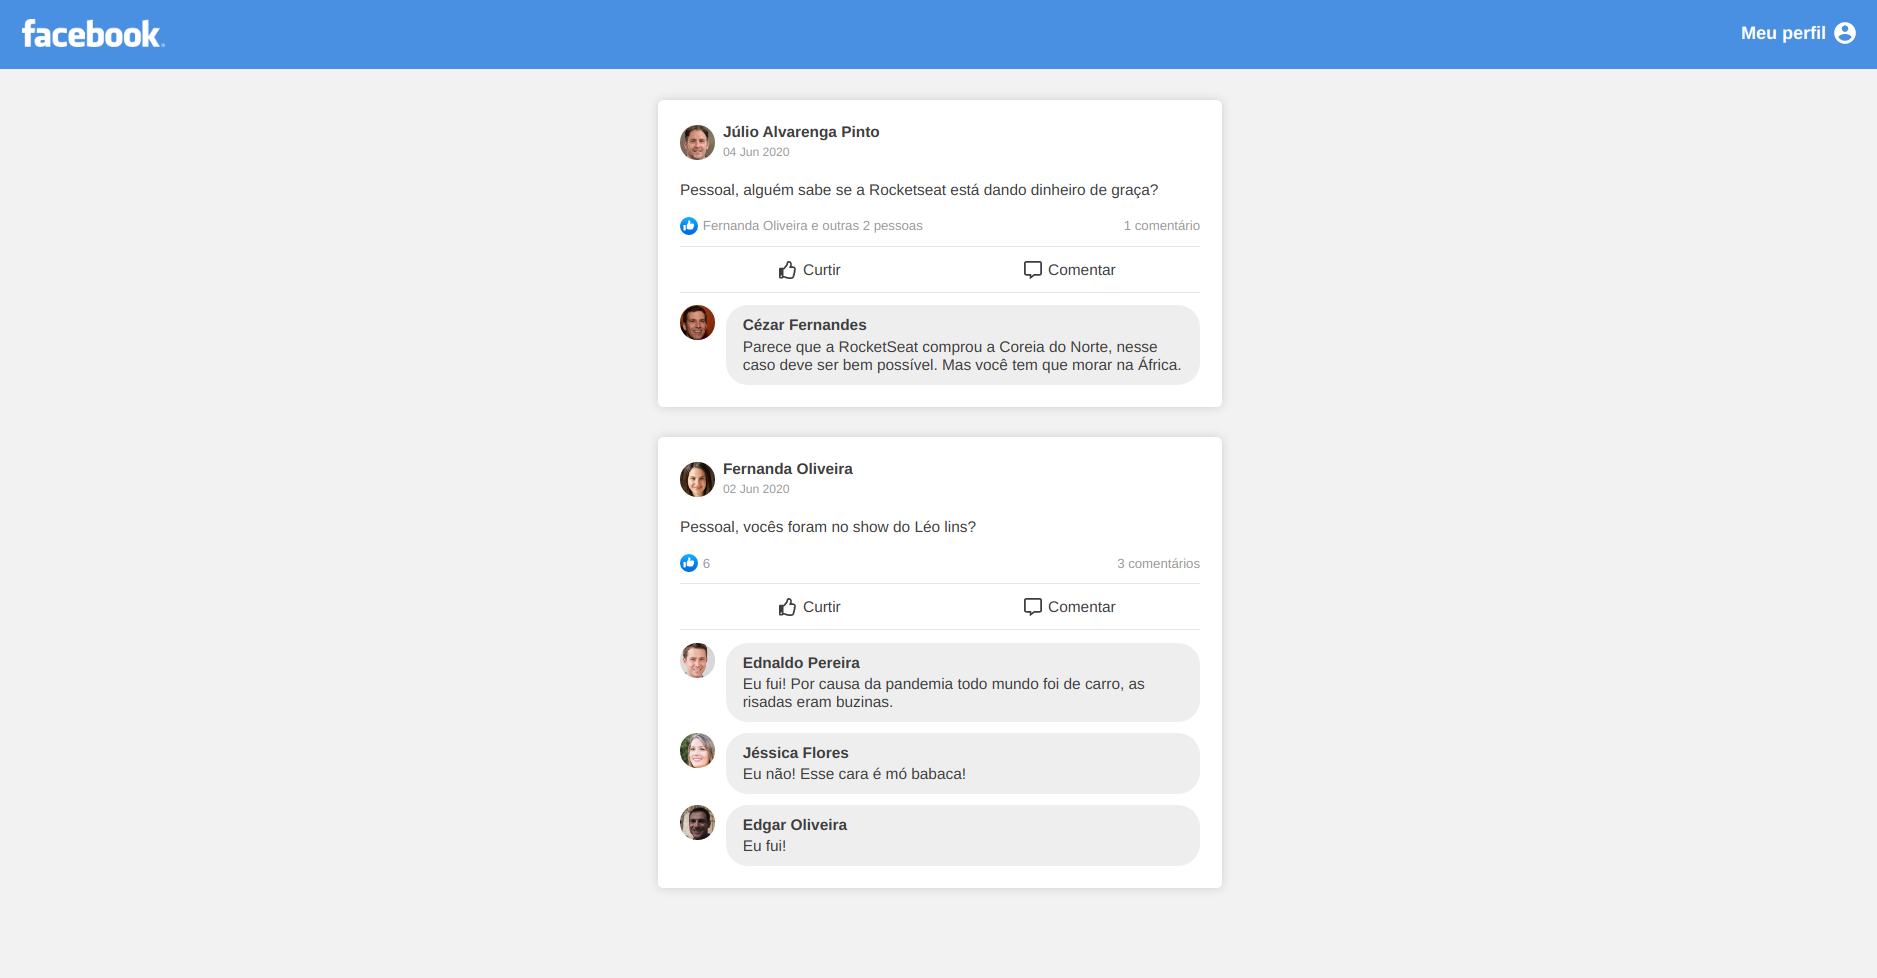 facebook
Meu perfil
Júlio Alvarenga Pinto
04 Jun 2020
Pessoal, alguém sabe se a Rocketseat está dando dinheiro de graça?
Fernanda Oliveira e outras 2 pessoas
1 comentário
Curtir
Comentar
Cézar Fernandes
Parece que a RocketSeat comprou a Coreia do Norte, nesse
caso deve ser bem possível. Mas você tem que morar na África.
Fernanda Oliveira
02 Jun 2020
Pessoal, vocês foram no show do Léo lins?
6
3 comentários
Curtir
Comentar
Ednaldo Pereira
Eu fui! Por causa da pandemia todo mundo foi de carro, as
risadas eram buzinas.
Jéssica Flores
Eu não! Esse cara é mó babaca!
Edgar Oliveira
Eu fui!